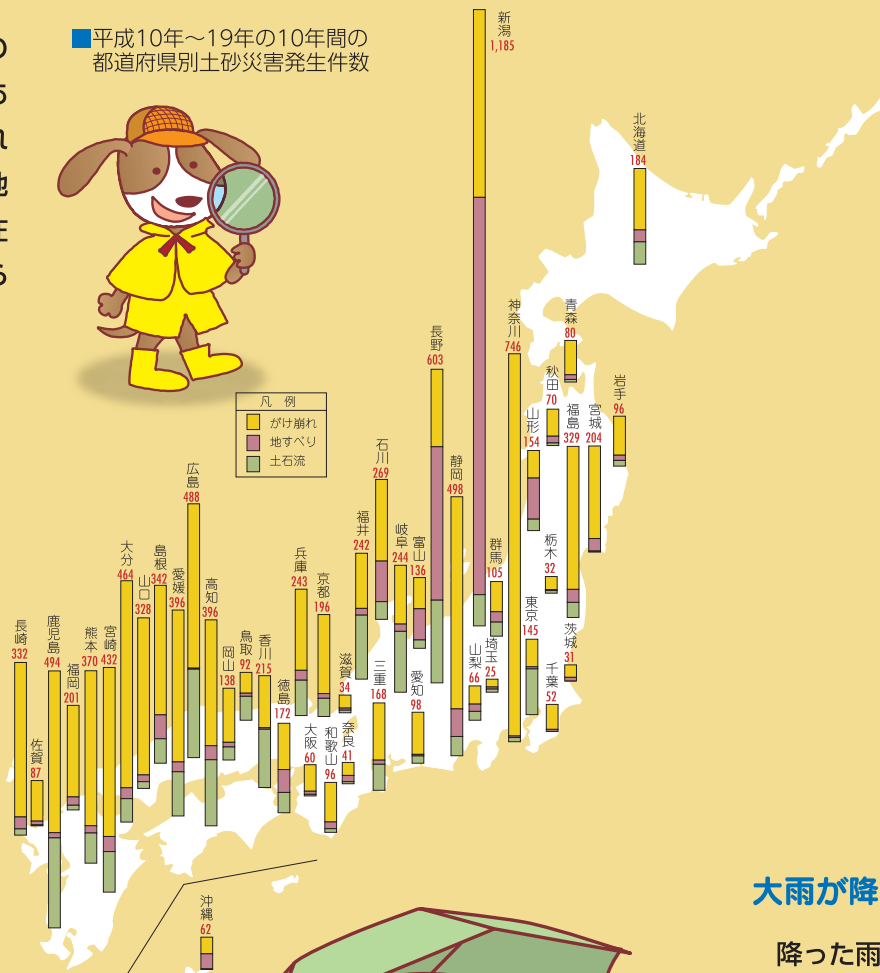 ■平成10年～19年の10年間の
都道府県別土砂災害発生件数
新潟
1,185
北海道
184
青森
80
秋田
70
岩手
96
山形
154
福島
329
宮城
204
神奈川
746
長野
603
凡　例
がけ崩れ
地すべり
土石流
石川
269
静岡
498
広島
488
福井
242
岐阜
244
富山
136
群馬
105
栃木
32
大分
464
山口
328
島根
342
愛媛
396
高知
396
兵庫
243
京都
196
東京
145
茨城
31
長崎
332
鹿児島
494
福岡
201
熊本
370
宮崎
432
岡山
138
鳥取
92
香川
215
徳島
172
滋賀
34
三重
168
愛知
98
山梨
66
埼玉
25
千葉
52
佐賀
87
大阪
60
和歌山
96
奈良
41
沖縄
62
大雨が降
降った雨